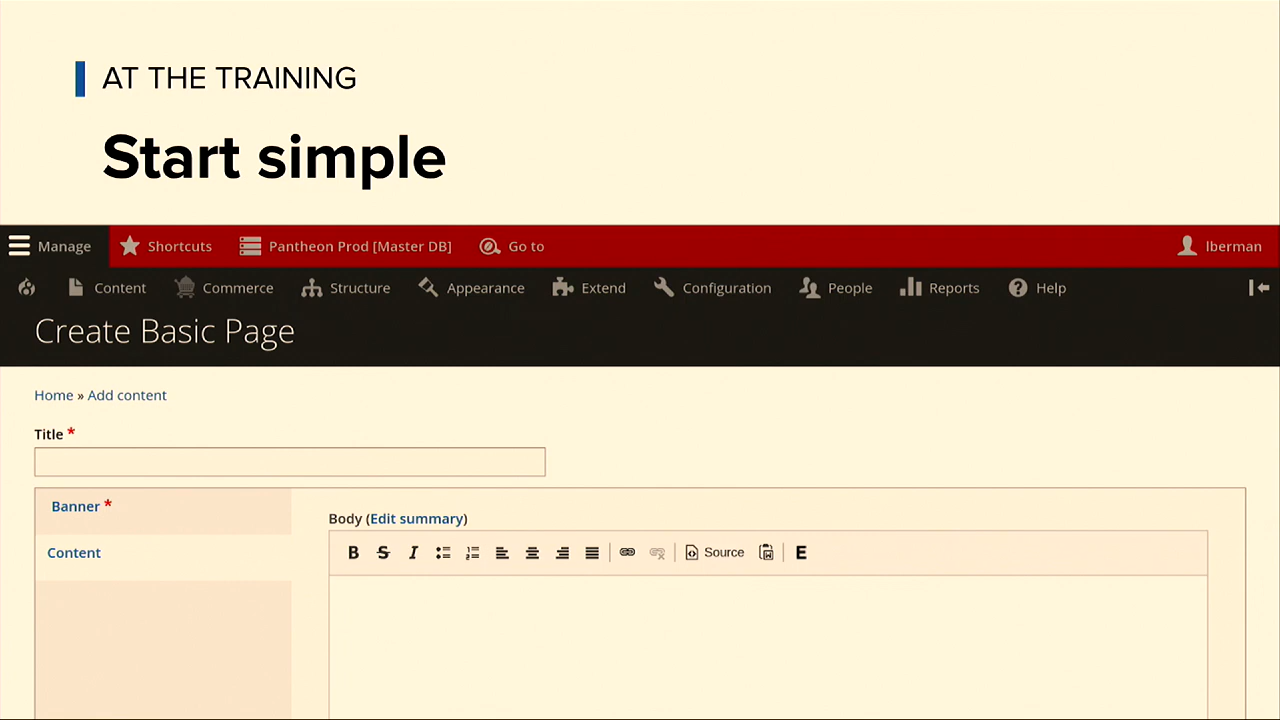 AT THE TRAINING
Start simple
Manage Shortcuts Pantheon Prod [Master DB] Go to lberman
Content Commerce Structure Appearance Extend Configuration People Reports Help
Create Basic Page
Home » Add content
Title *
Banner *
Content
Body (Edit summary)
B S I Source E